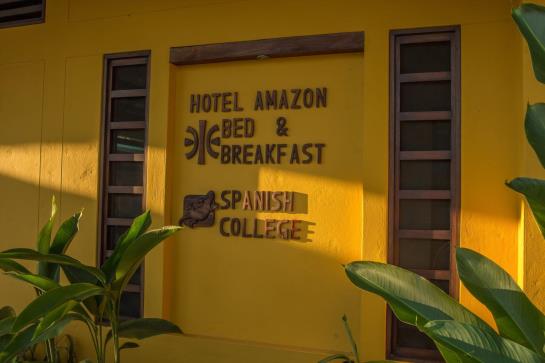 HOTEL AMAZON
BED &
BREAKFAST
SPANISH
COLLEGE